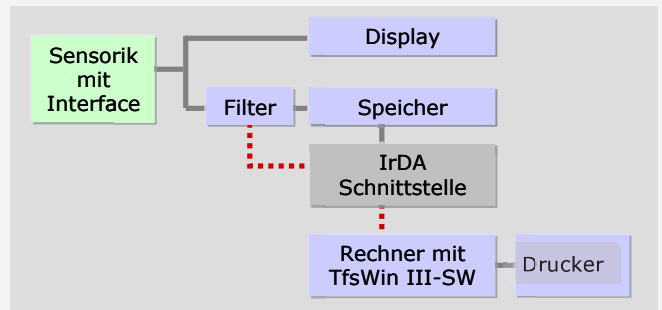 Display
Sensorik
mit
Interface
Filter
Speicher
IrDA
Schnittstelle
Rechner mit
TfsWin III-SW
Drucker